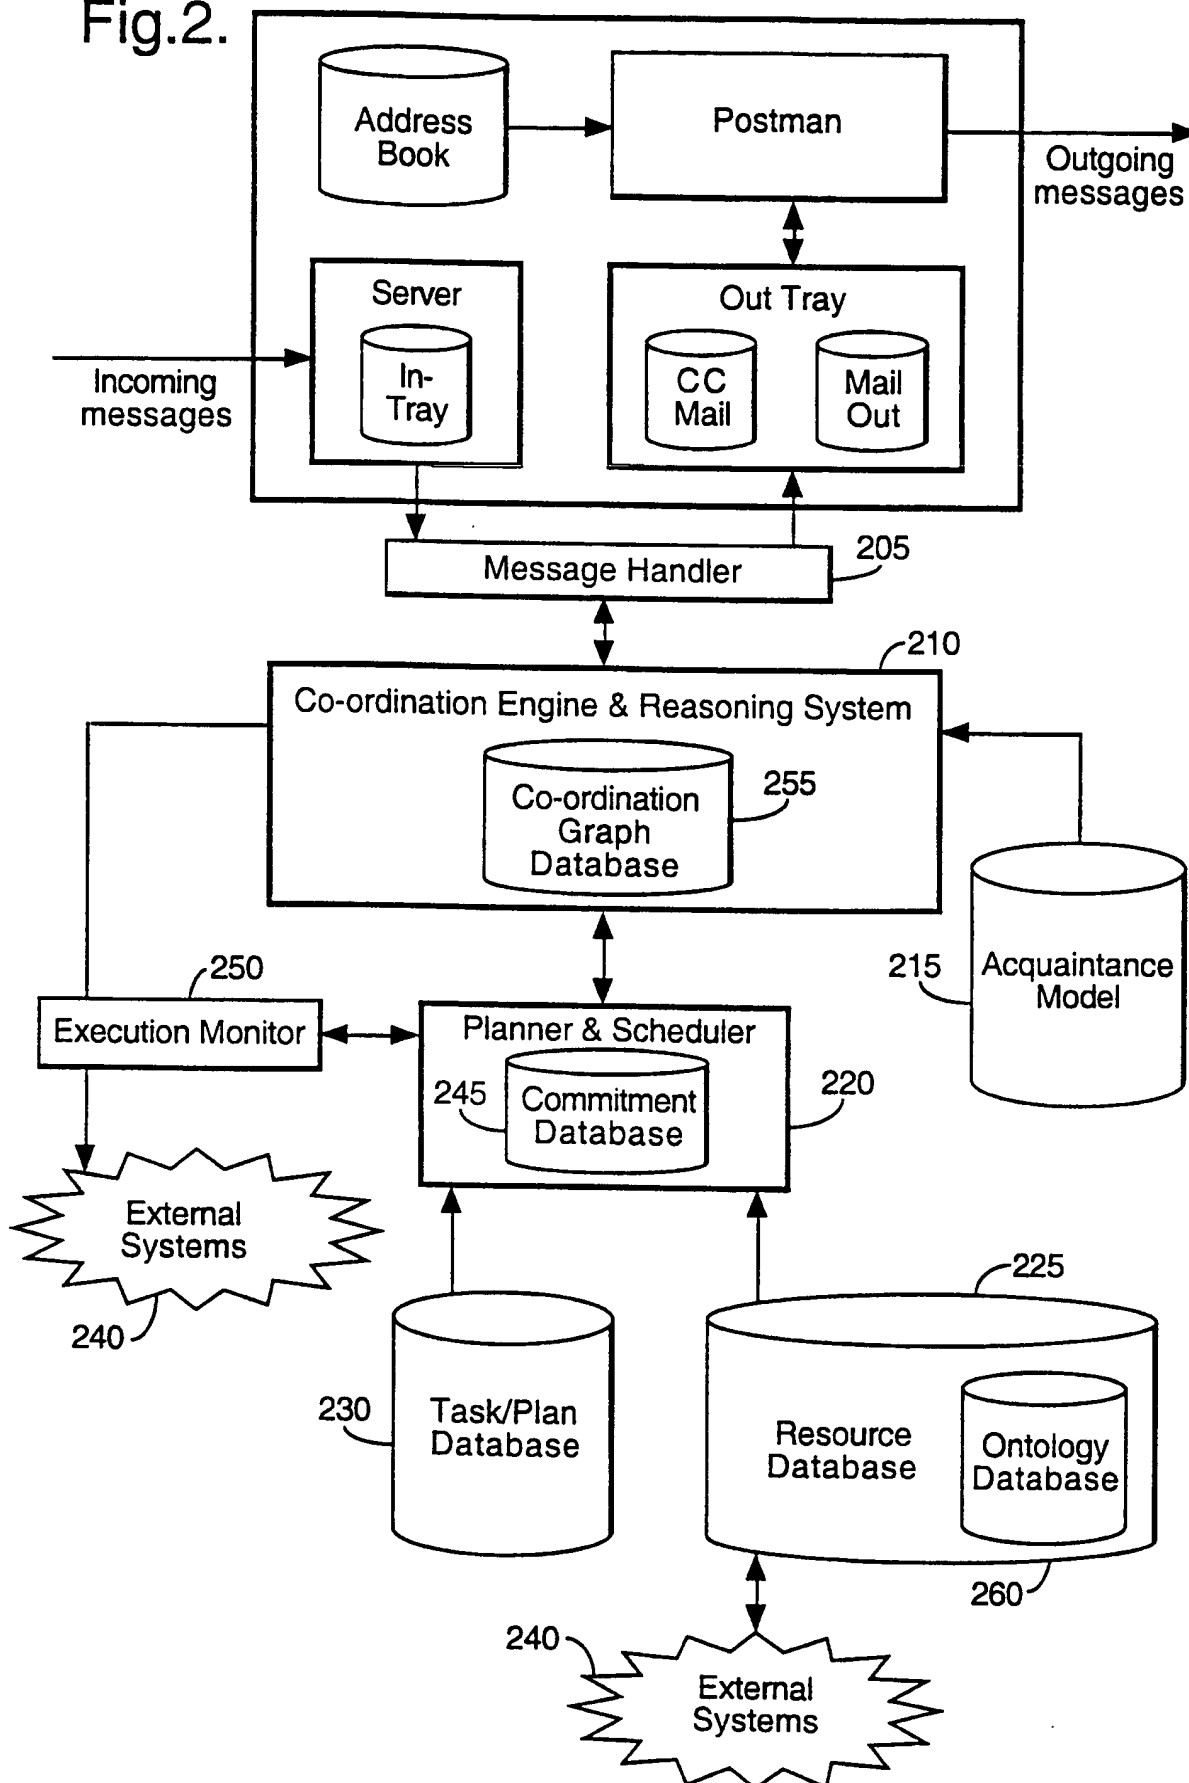 Fig.2.
Address
Book
Postman
Outgoing
messages
Server
In-
Tray
Out Tray
CC
Mail
Mail
Out
Incoming
messages
Message Handler
205
210
Co-ordination Engine & Reasoning System
Co-ordination
Graph
Database
255
215
Acquaintance
Model
250
Execution Monitor
Planner & Scheduler
245
Commitment
Database
220
External
Systems
240
225
230
Task/Plan
Database
Resource
Database
Ontology
Database
260
240
External
Systems